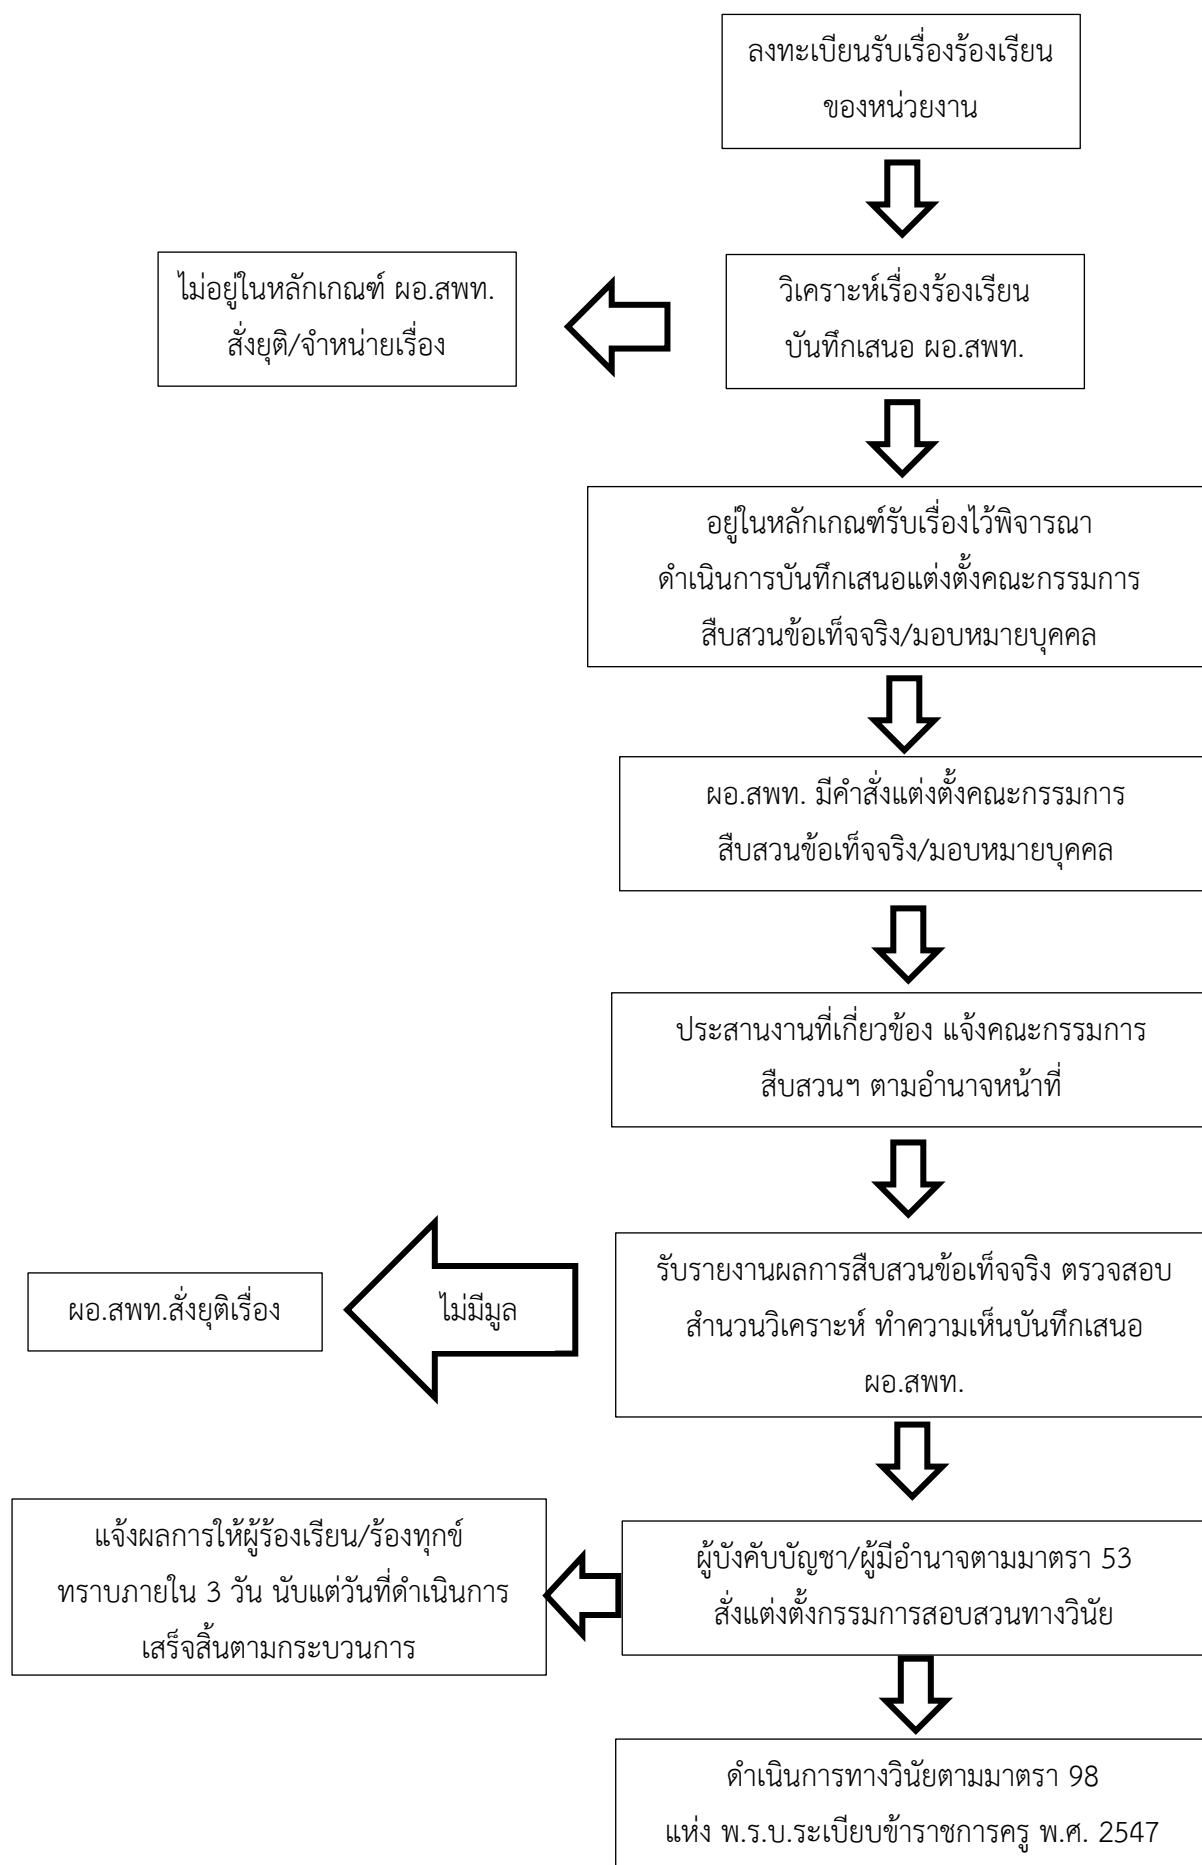 ลงทะเบียนรับเรื่องร้องเรียน
ของหน่วยงาน
วิเคราะห์เรื่องร้องเรียน
บันทึกเสนอ ผอ.สพท.
ไม่อยู่ในหลักเกณฑ์ ผอ.สพท.
สั่งยุติ/จำหน่ายเรื่อง
อยู่ในหลักเกณฑ์รับเรื่องไว้พิจารณา
ดำเนินการบันทึกเสนอแต่งตั้งคณะกรรมการ
สืบสวนข้อเท็จจริง/มอบหมายบุคคล
ผอ.สพท. มีคำสั่งแต่งตั้งคณะกรรมการ
สืบสวนข้อเท็จจริง/มอบหมายบุคคล
ประสานงานที่เกี่ยวข้อง แจ้งคณะกรรมการ
สืบสวนฯ ตามอำนาจหน้าที่
รับรายงานผลการสืบสวนข้อเท็จจริง ตรวจสอบ
สำนวนวิเคราะห์ ทำความเห็นบันทึกเสนอ
ผอ.สพท.
ไม่มีมูล
ผอ.สพท.สั่งยุติเรื่อง
ผู้บังคับบัญชา/ผู้มีอำนาจตามมาตรา 53
สั่งแต่งตั้งกรรมการสอบสวนทางวินัย
แจ้งผลการให้ผู้ร้องเรียน/ร้องทุกข์
ทราบภายใน 3 วัน นับแต่วันที่ดำเนินการ
เสร็จสิ้นตามกระบวนการ
ดำเนินการทางวินัยตามมาตรา 98
แห่ง พ.ร.บ.ระเบียบข้าราชการครู พ.ศ. 2547